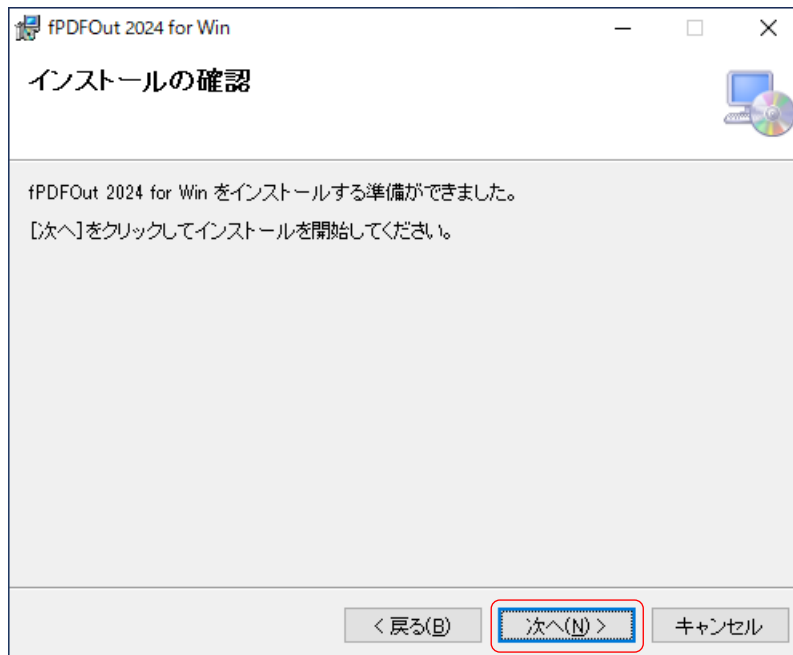 fPDFOut 2024 for Win
インストールの確認
fPDFOut 2024 for Win をインストールする準備ができました。
[次へ]をクリックしてインストールを開始してください。
< 戻る(B)
次へ(N) >
キャンセル